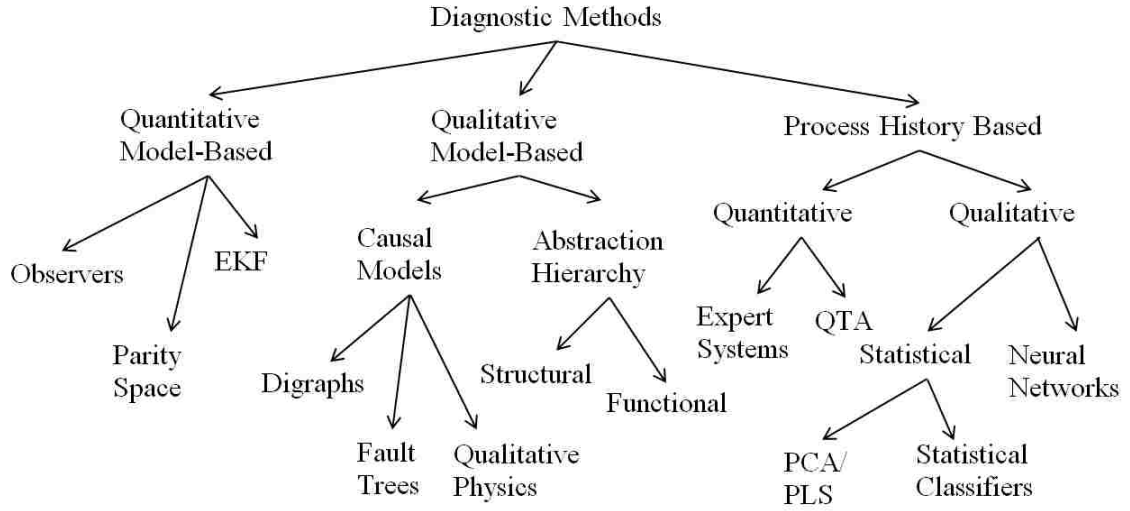 Diagnostic Methods
Quantitative
Model-Based
Qualitative
Model-Based
Process History Based
Observers
Parity
Space
EKF
Causal
Models
Abstraction
Hierarchy
Quantitative
Qualitative
Digraphs
Fault
Trees
Qualitative
Physics
Structural
Functional
Expert
Systems
QTA
Statistical
Neural
Networks
PCA/
PLS
Statistical
Classifiers